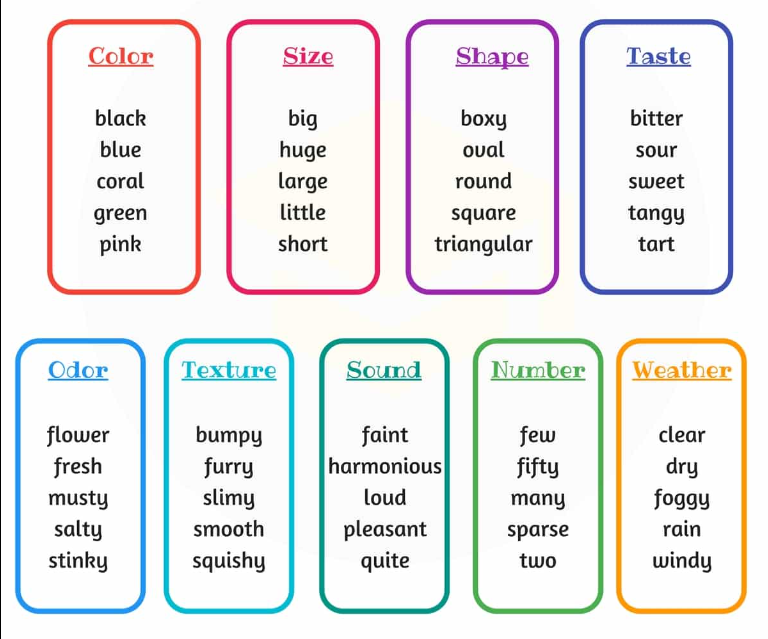 Color
black
blue
coral
green
pink
Size
big
huge
large
little
short
Shape
boxy
oval
round
square
triangular
Taste
bitter
sour
sweet
tangy
tart
Odor
flower
fresh
musty
salty
stinky
Texture
bumpy
furry
slimy
smooth
squishy
Sound
faint
harmonious
loud
pleasant
quite
Number
few
fifty
many
sparse
two
Weather
clear
dry
foggy
rain
windy